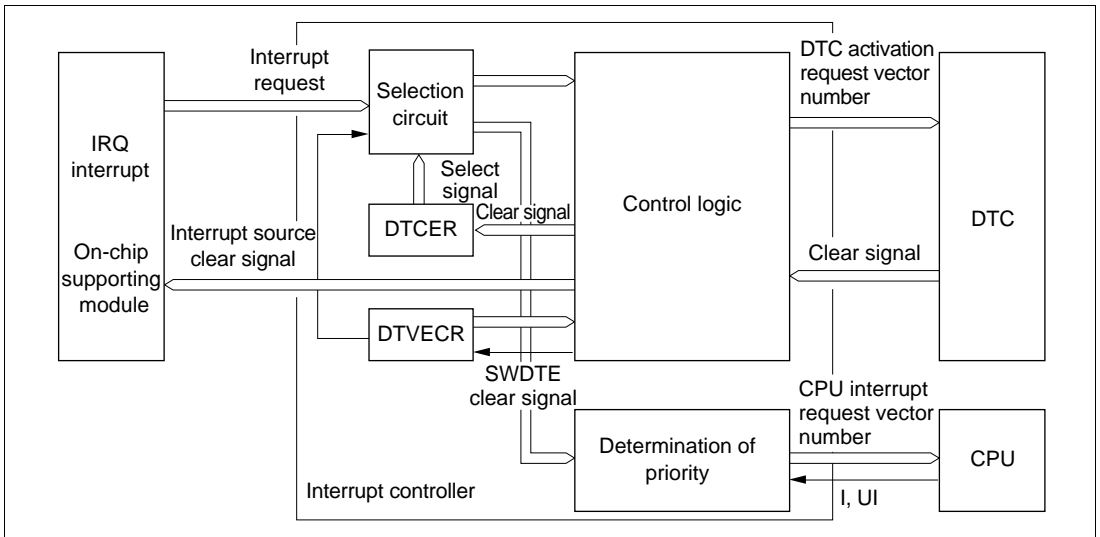 IRQ
interrupt
On-chip
supporting
module
Interrupt
request
Interrupt source
clear signal
Selection
circuit
Select
signal
DTCER
Clear signal
DTVECR
SWDTE
clear signal
Control logic
Determination of
priority
Interrupt controller
DTC activation
request vector
number
Clear signal
DTC
CPU interrupt
request vector
number
I, UI
CPU